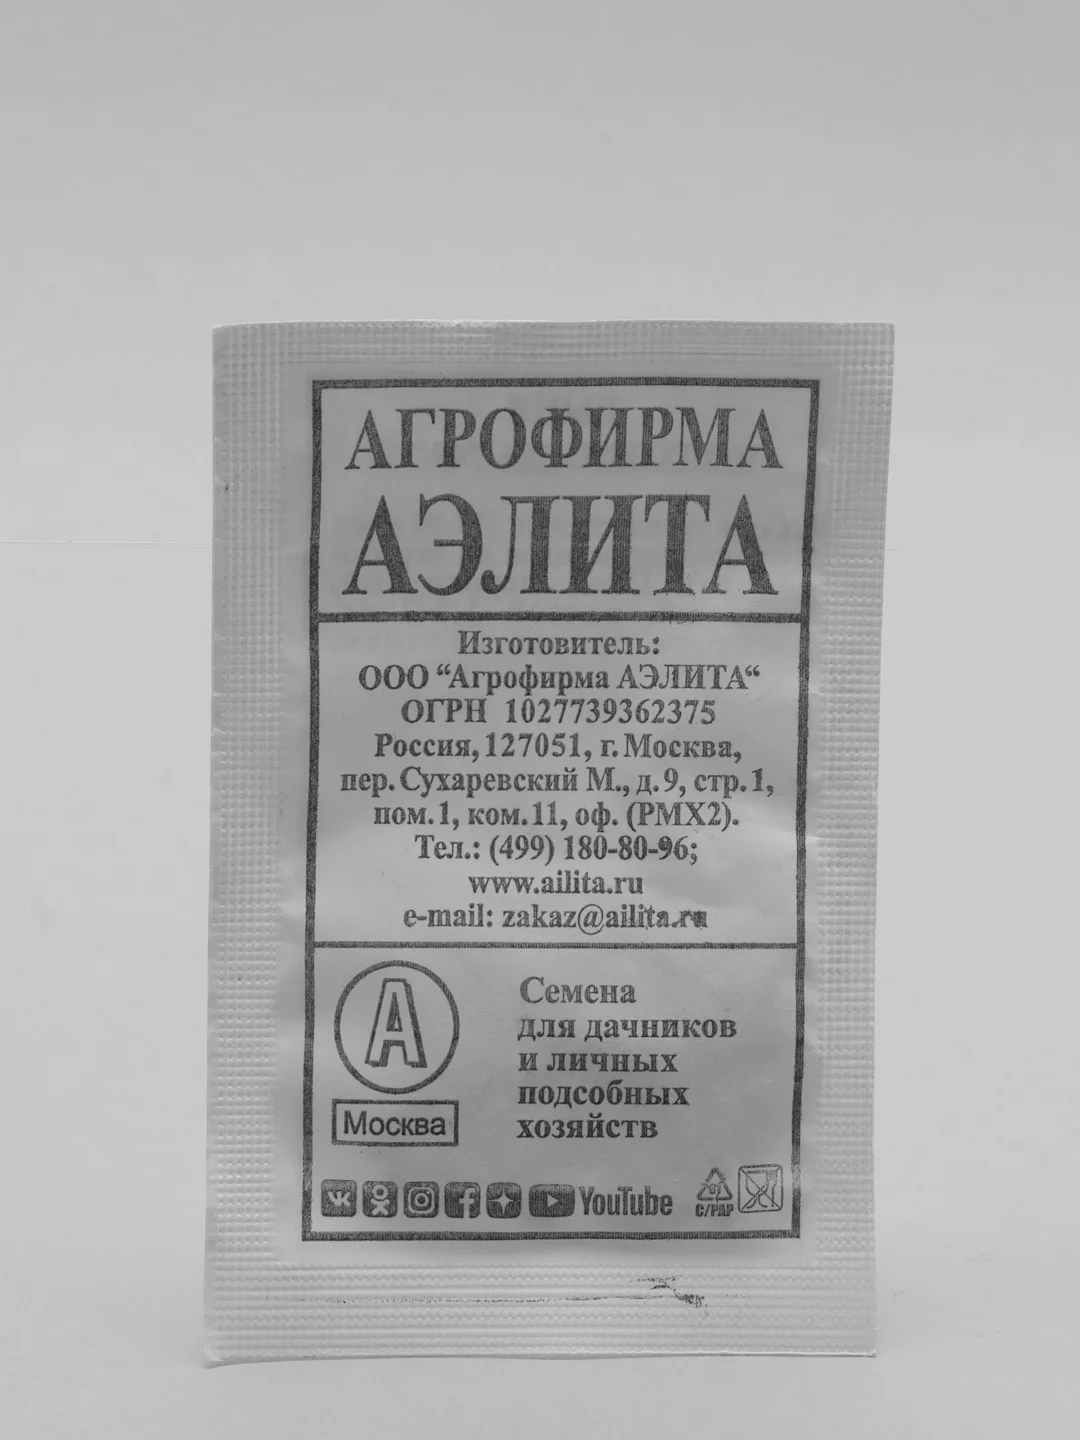 АГРОФИРМА
АЭЛИТА
Изготовитель:
ООО “Агрофирма АЭЛИТА“
ОГРН 1027739362375
Россия, 127051, г. Москва,
пер. Сухаревский М., д. 9, стр. 1,
пом. 1, ком. 11, оф. (РМХ2).
Тел.: (499) 180-80-96;
www.ailita.ru
e-mail: zakaz@ailita.ru
А
Москва
Семена
для дачников
и личных
подсобных
хозяйств
YouTube
C/PAP